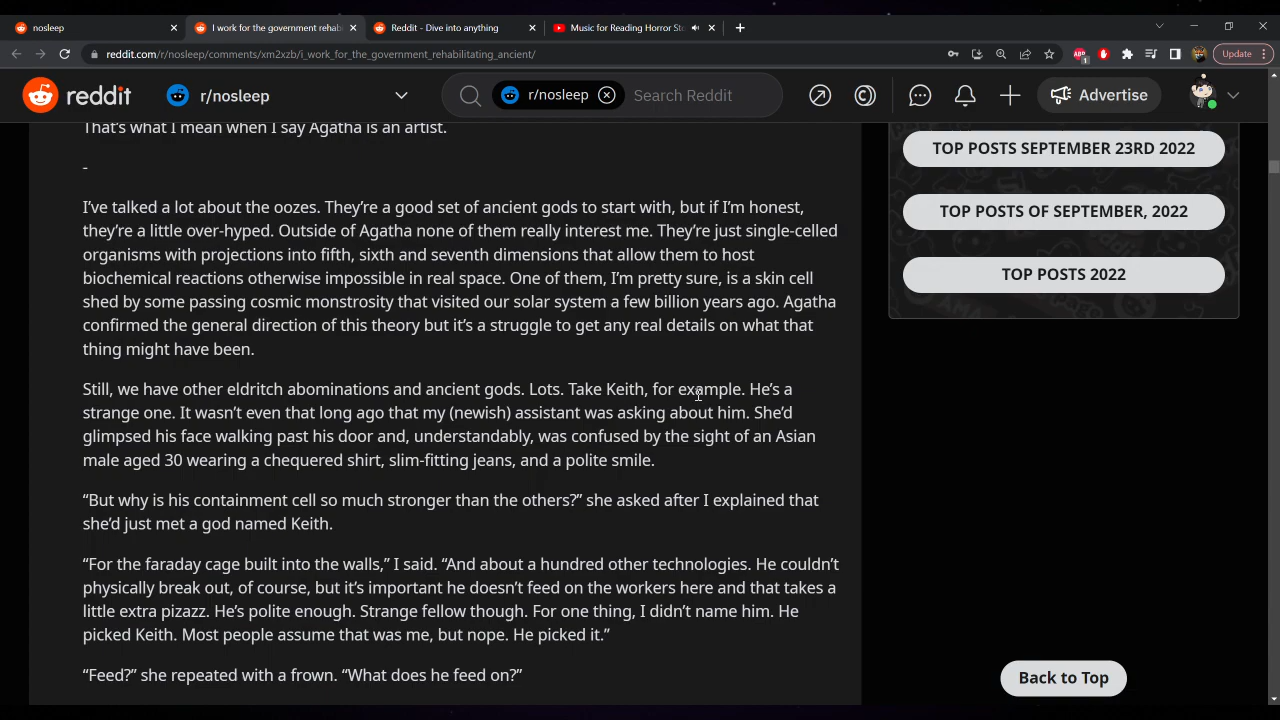 nosleep
I work for the government rehabi
Reddit - Dive into anything
Music for Reading Horror Sto
reddit.com/r/nosleep/comments/xm2xzb/i_work_for_the_government_rehabilitating_ancient/
Update
reddit
r/nosleep
r/nosleep
Search Reddit
Advertise
That's what I mean when I say Agatha is an artist.
-
I’ve talked a lot about the oozes. They’re a good set of ancient gods to start with, but if I’m honest,
they’re a little over-hyped. Outside of Agatha none of them really interest me. They’re just single-celled
organisms with projections into fifth, sixth and seventh dimensions that allow them to host
biochemical reactions otherwise impossible in real space. One of them, I’m pretty sure, is a skin cell
shed by some passing cosmic monstrosity that visited our solar system a few billion years ago. Agatha
confirmed the general direction of this theory but it’s a struggle to get any real details on what that
thing might have been.
Still, we have other eldritch abominations and ancient gods. Lots. Take Keith, for example. He’s a
strange one. It wasn’t even that long ago that my (newish) assistant was asking about him. She’d
glimpsed his face walking past his door and, understandably, was confused by the sight of an Asian
male aged 30 wearing a chequered shirt, slim-fitting jeans, and a polite smile.
“But why is his containment cell so much stronger than the others?” she asked after I explained that
she’d just met a god named Keith.
“For the faraday cage built into the walls,” I said. “And about a hundred other technologies. He couldn’t
physically break out, of course, but it’s important he doesn’t feed on the workers here and that takes a
little extra pizazz. He’s polite enough. Strange fellow though. For one thing, I didn’t name him. He
picked Keith. Most people assume that was me, but nope. He picked it.”
“Feed?” she repeated with a frown. “What does he feed on?”
TOP POSTS SEPTEMBER 23RD 2022
TOP POSTS OF SEPTEMBER, 2022
TOP POSTS 2022
Back to Top